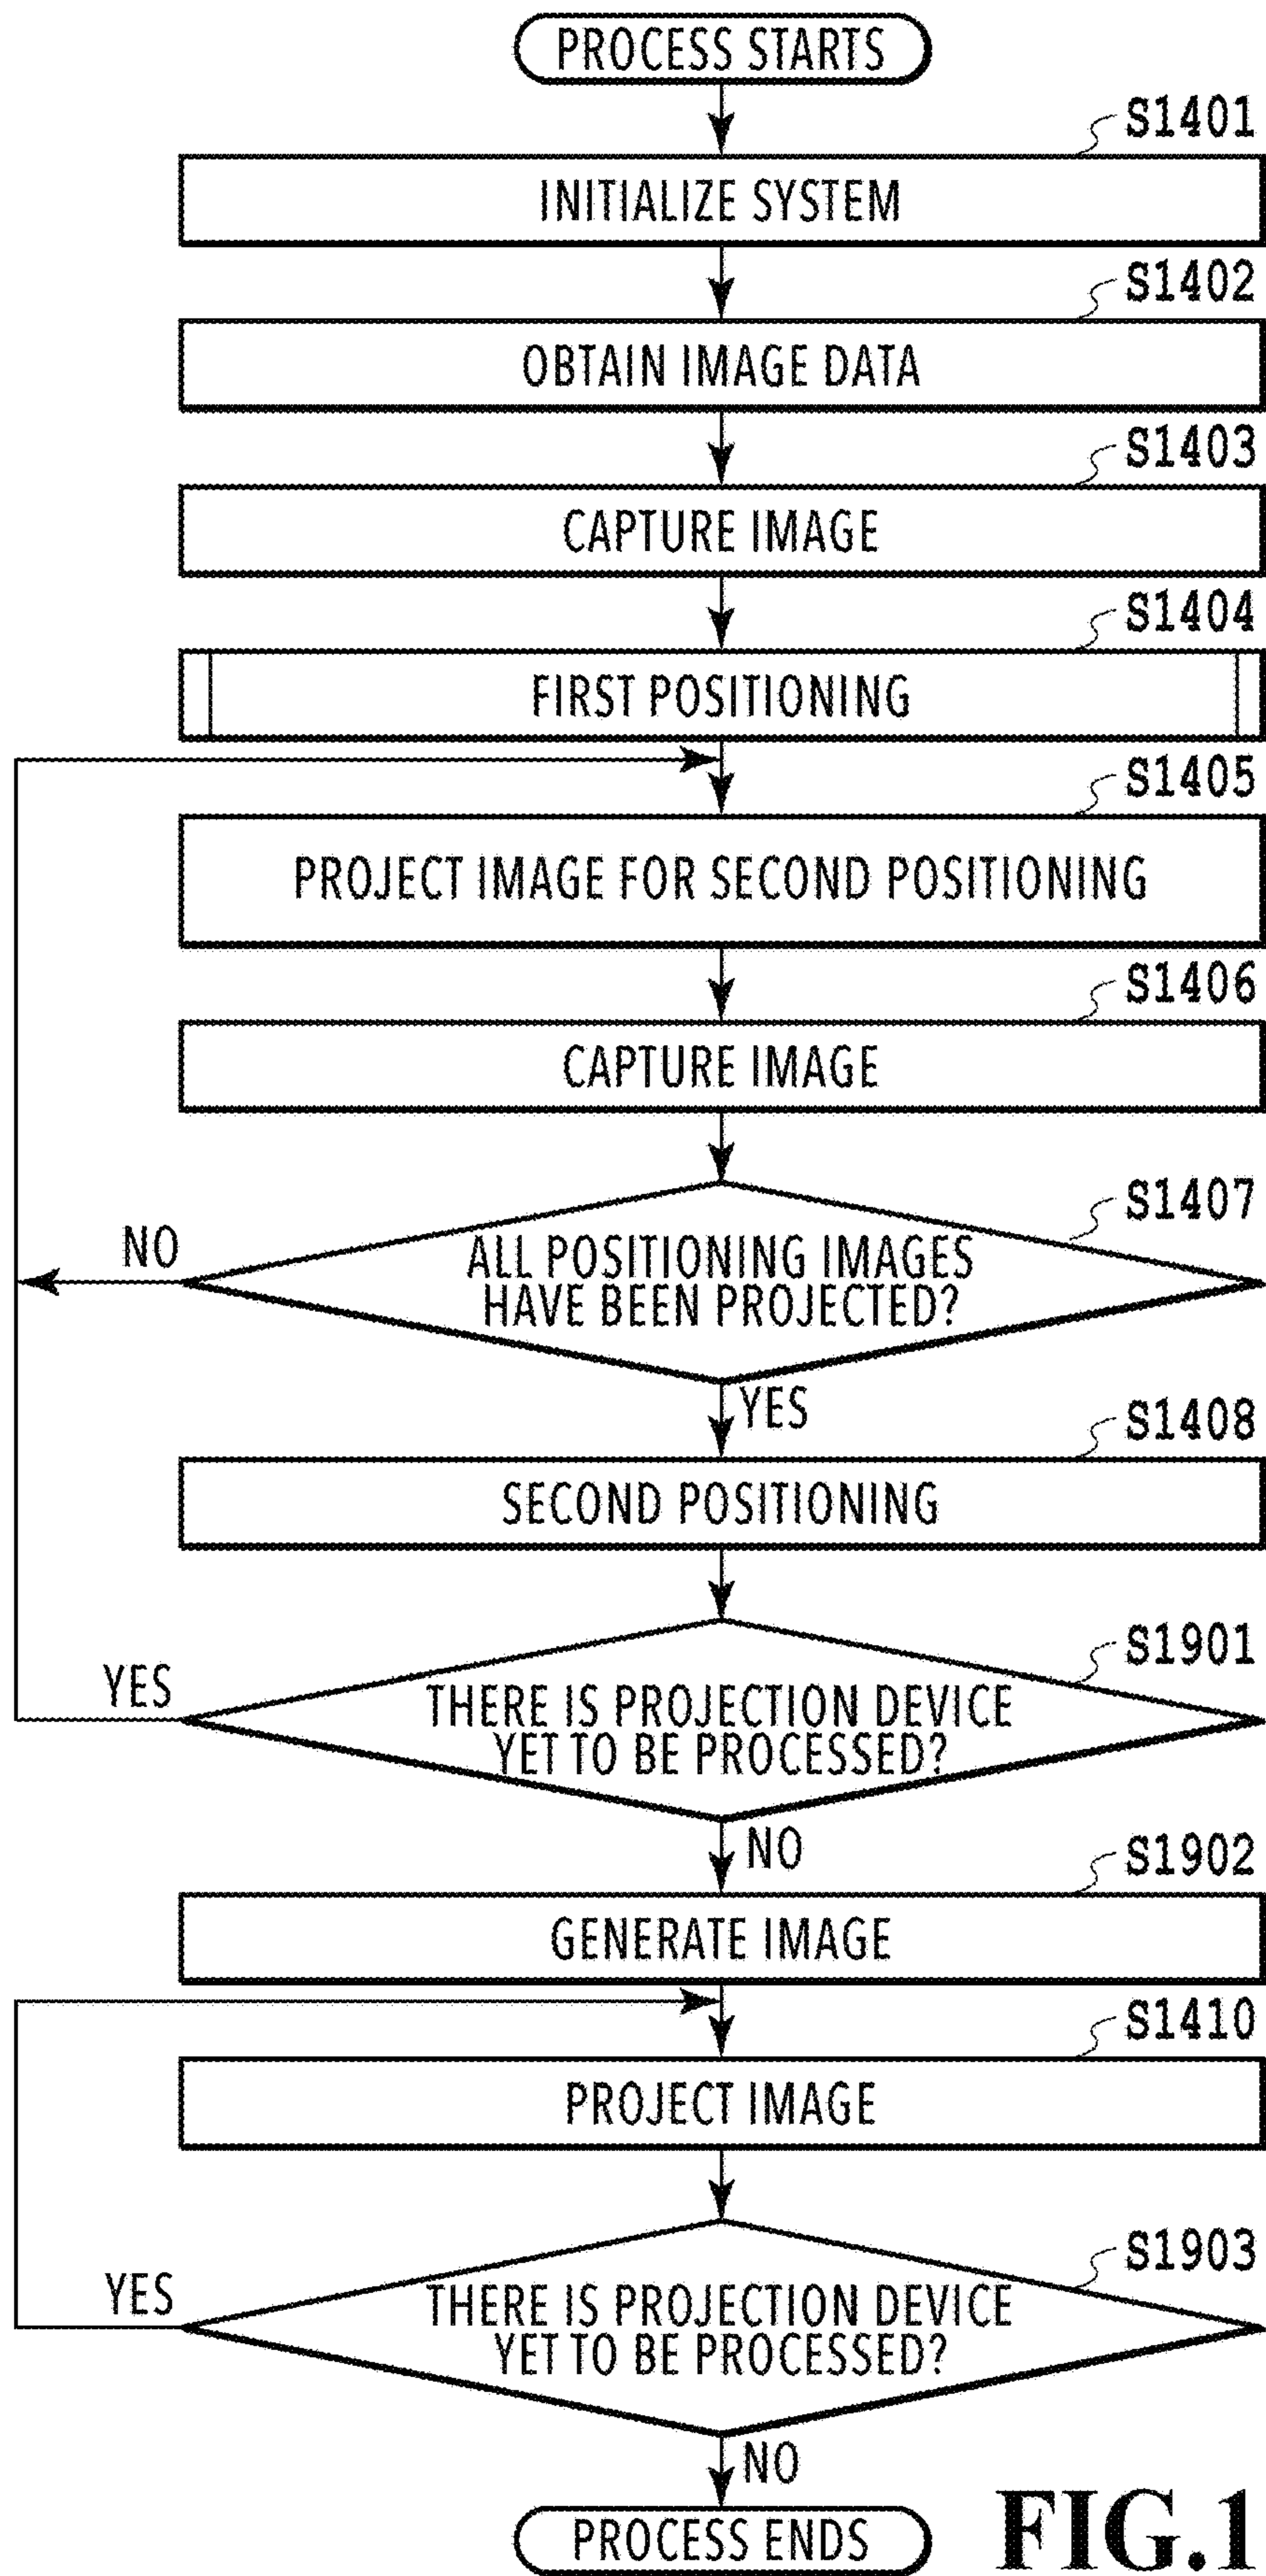 PROCESS STARTS
S1401
INITIALIZE SYSTEM
S1402
OBTAIN IMAGE DATA
S1403
CAPTURE IMAGE
S1404
FIRST POSITIONING
S1405
PROJECT IMAGE FOR SECOND POSITIONING
S1406
CAPTURE IMAGE
S1407
NO
ALL POSITIONING IMAGES
HAVE BEEN PROJECTED?
YES
S1408
SECOND POSITIONING
S1901
YES
THERE IS PROJECTION DEVICE
YET TO BE PROCESSED?
NO
S1902
GENERATE IMAGE
S1410
PROJECT IMAGE
S1903
YES
THERE IS PROJECTION DEVICE
YET TO BE PROCESSED?
NO
PROCESS ENDS
FIG.1